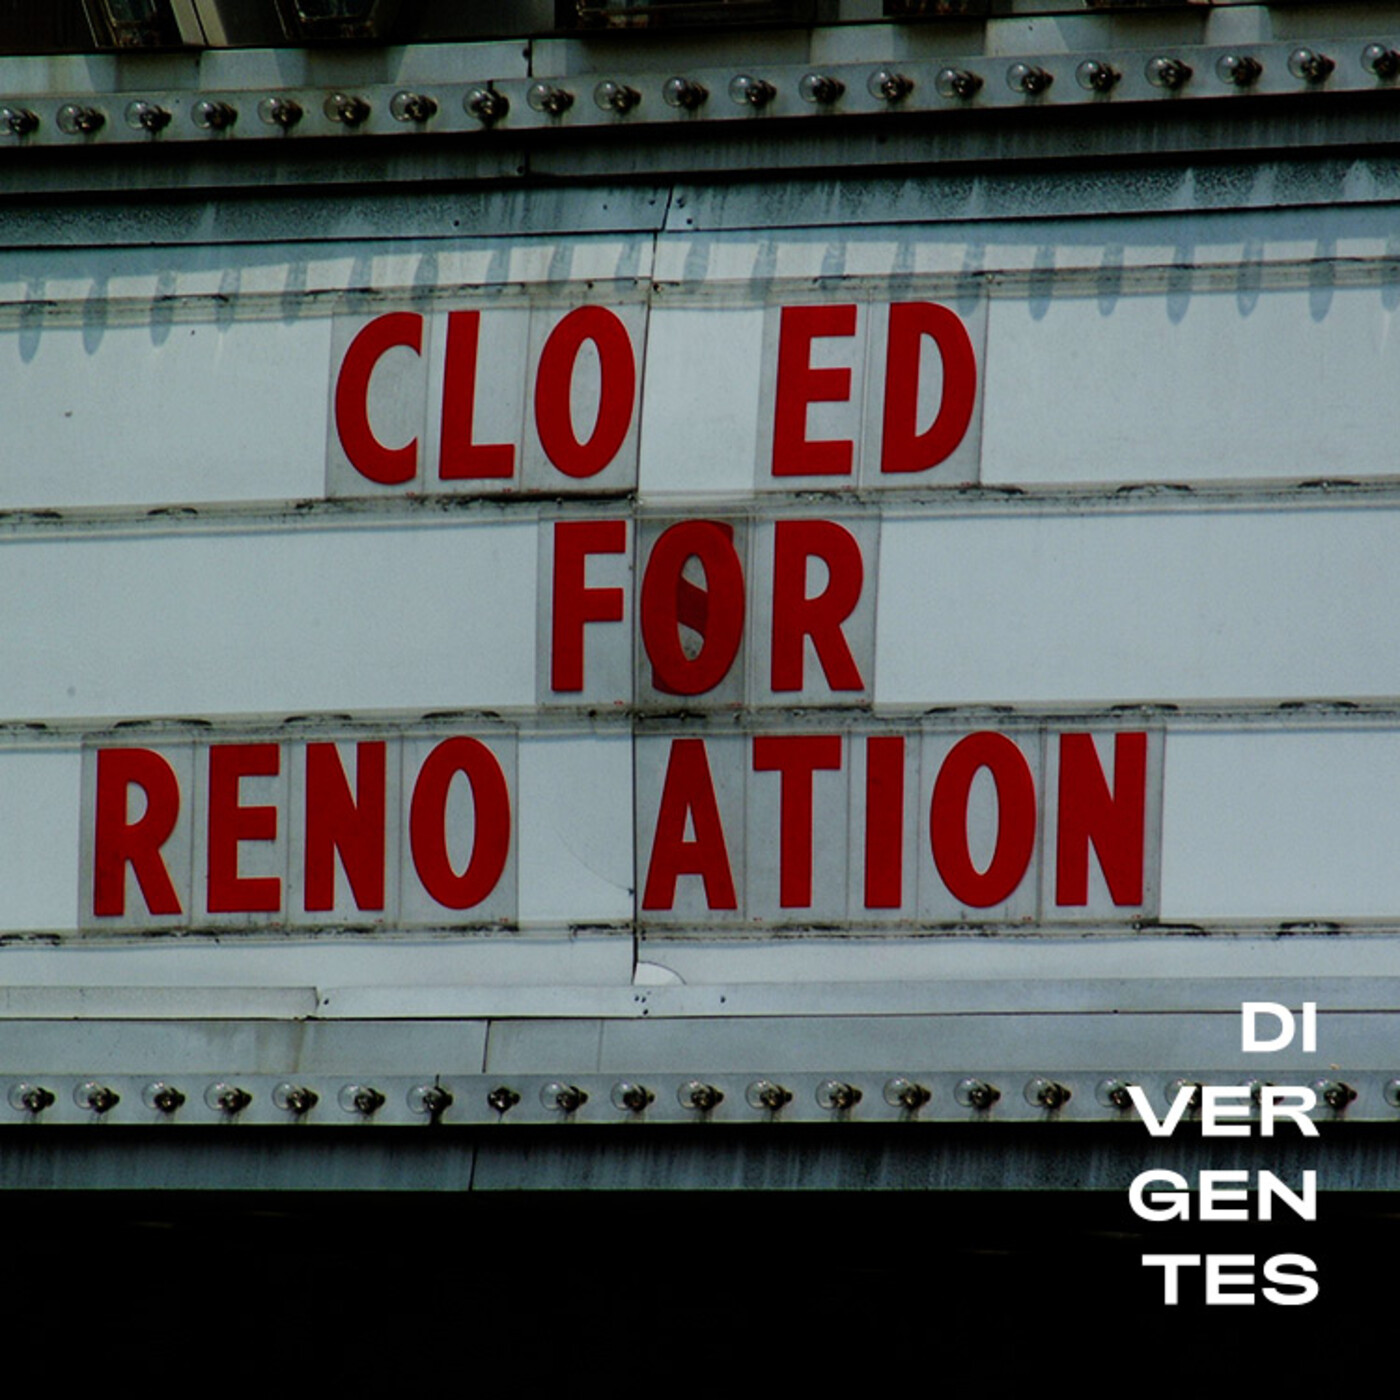 CLO ED
FOR
RENO ATION
DI
VER
GEN
TES